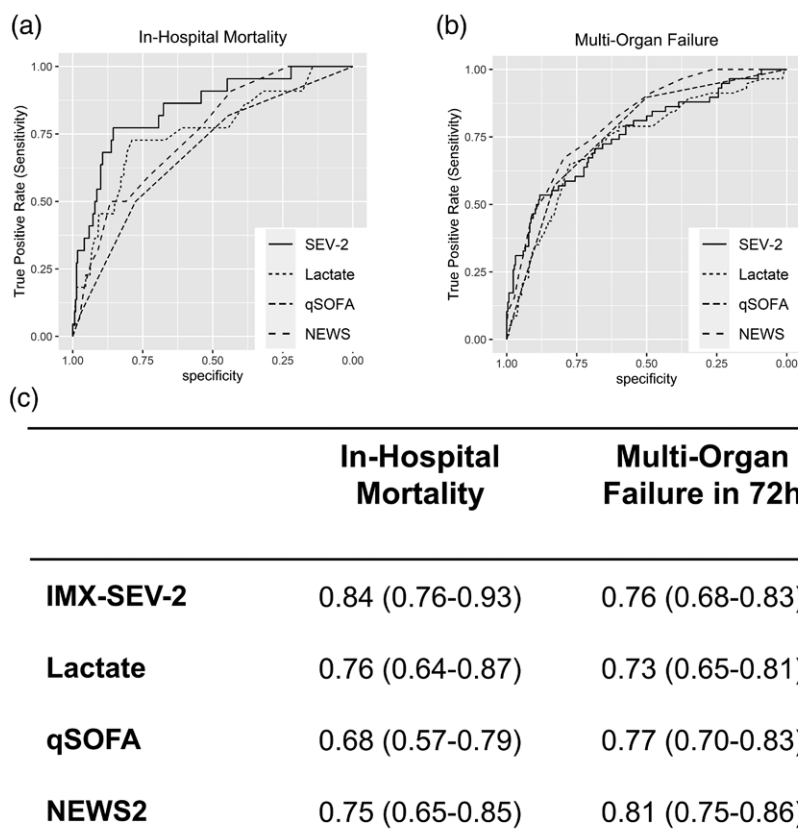 (a)
In-Hospital Mortality
True Positive Rate (Sensitivity)
1.00
0.75
0.50
0.25
0.00
1.00 0.75 0.50 0.25 0.00
specificity
SEV-2
Lactate
qSOFA
NEWS
(b)
Multi-Organ Failure
True Positive Rate (Sensitivity)
1.00
0.75
0.50
0.25
0.00
1.00 0.75 0.50 0.25 0.00
specificity
SEV-2
Lactate
qSOFA
NEWS
(c)
In-Hospital Multi-Organ
Mortality Failure in 72h
IMX-SEV-2 0.84 (0.76-0.93) 0.76 (0.68-0.83)
Lactate 0.76 (0.64-0.87) 0.73 (0.65-0.81)
qSOFA 0.68 (0.57-0.79) 0.77 (0.70-0.83)
NEWS2 0.75 (0.65-0.85) 0.81 (0.75-0.86)